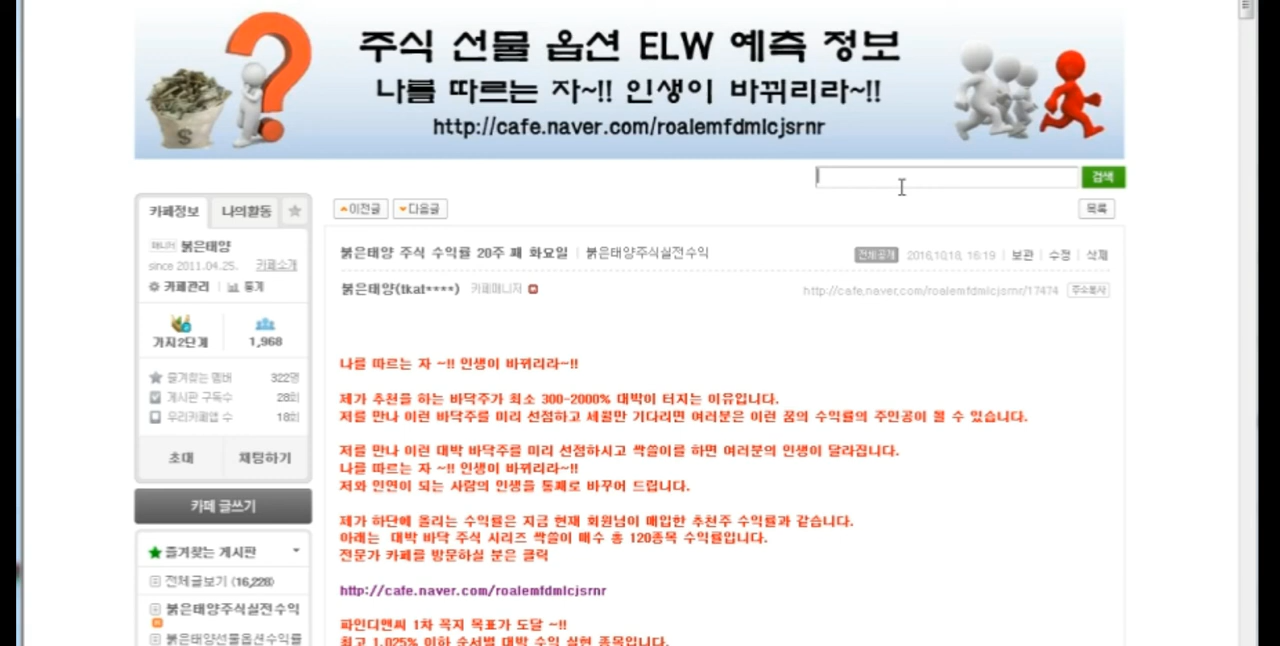 주식 선물 옵션 ELW 예측 정보
나를 따르는 자~!! 인생이 바뀌리라~!!
http://cafe.naver.com/roalemfdmlcjsrnr
검색
카페정보 나의활동
이전글 다음글 목록
붉은태양 주식 수익률 20주 째 화요일 | 붉은태양주식실전수익 전체공개 2016.10.18. 16:19 | 보관 | 수정 | 삭제
매니저 붉은태양
since 2011.04.25. 카페소개
카페관리 통계
붉은태양(tkat****) 카페매니저 http://cafe.naver.com/roalemfdmlcjsrnr/17474 주소복사
가지2단계 1,968
즐겨찾는 멤버 322명
게시판 구독수 28회
우리카페앱 수 18회
초대 채팅하기
카페 글쓰기
즐겨찾는 게시판
전체글보기 (16,228)
붉은태양주식실전수익
붉은태양선물옵션수익률
나를 따르는 자 ~!! 인생이 바뀌리라~!!
제가 추천을 하는 바닥주가 최소 300~2000% 대박이 터지는 이유입니다.
저를 만나 이런 바닥주를 미리 선점하고 세월만 기다리면 여러분은 이런 꿈의 수익률의 주인공이 될 수 있습니다.
저를 만나 이런 대박 바닥주를 미리 선점하시고 싹쓸이를 하면 여러분의 인생이 달라집니다.
나를 따르는 자 ~!! 인생이 바뀌리라~!!
저와 인연이 되는 사람의 인생을 통째로 바꾸어 드립니다.
제가 하단에 올리는 수익률은 지금 현재 회원님이 매입한 추천주 수익률과 같습니다.
아래는 대박 바닥 주식 시리즈 싹쓸이 매수 총 120종목 수익률입니다.
전문가 카페를 방문하실 분은 클릭
http://cafe.naver.com/roalemfdmlcjsrnr
파인디앤씨 1차 꼭지 목표가 도달 ~!!
최고 1,025% 이하 순서별 대박 수익 실현 종목입니다.